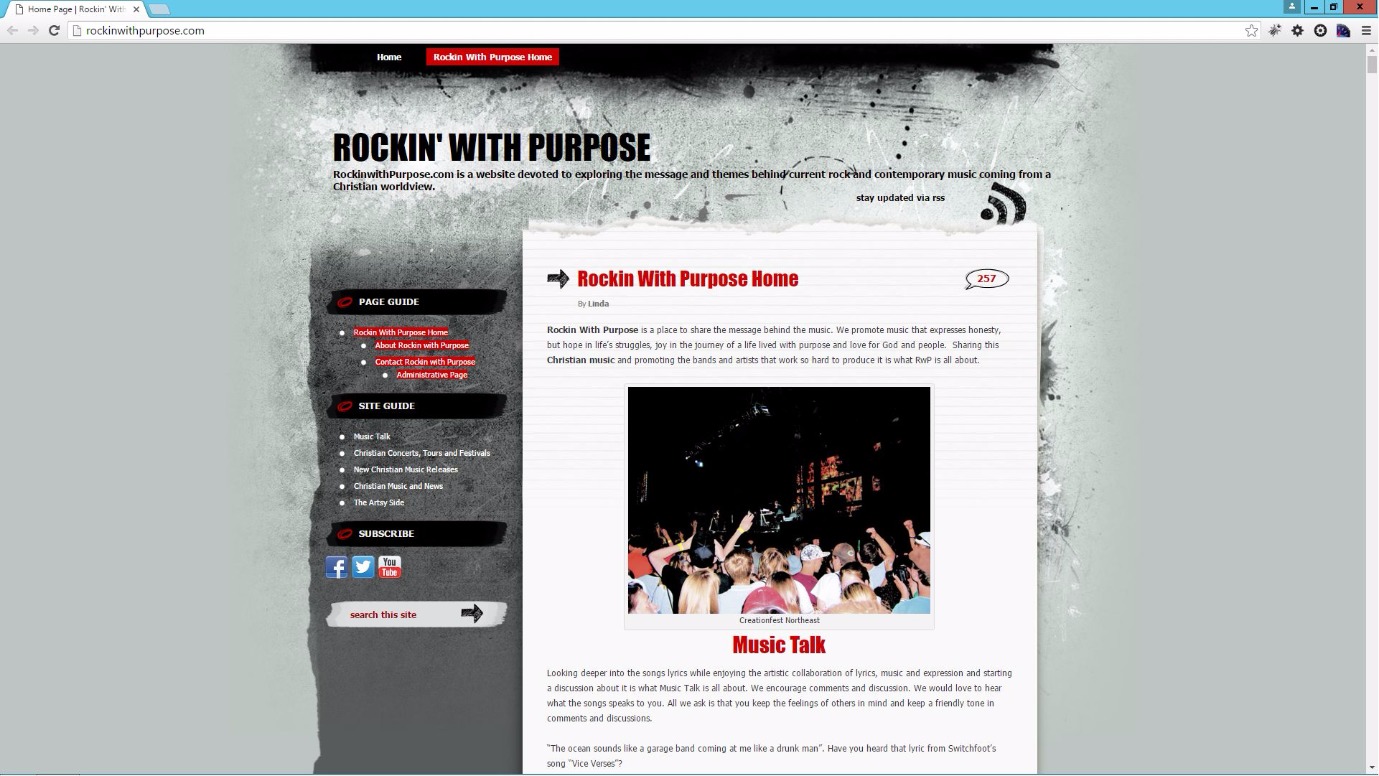 Home Page | Rockin' With
rockinwithpurpose.com
Home
Rockin With Purpose Home
ROCKIN' WITH PURPOSE
RockinwithPurpose.com is a website devoted to exploring the message and themes behind current rock and contemporary music coming from a
Christian worldview.
stay updated via rss
PAGE GUIDE
Rockin With Purpose Home
About Rockin with Purpose
Contact Rockin with Purpose
Administrative Page
SITE GUIDE
Music Talk
Christian Concerts, Tours and Festivals
New Christian Music Releases
Christian Music and News
The Artsy Side
SUBSCRIBE
You
Tube
search this site
Rockin With Purpose Home
257
By Linda
Rockin With Purpose is a place to share the message behind the music. We promote music that expresses honesty,
but hope in life's struggles, joy in the journey of a life lived with purpose and love for God and people. Sharing this
Christian music and promoting the bands and artists that work so hard to produce it is what RwP is all about.
Creationfest Northeast
Music Talk
Looking deeper into the songs lyrics while enjoying the artistic collaboration of lyrics, music and expression and starting
a discussion about it is what Music Talk is all about. We encourage comments and discussion. We would love to hear
what the songs speaks to you. All we ask is that you keep the feelings of others in mind and keep a friendly tone in
comments and discussions.
"The ocean sounds like a garage band coming at me like a drunk man". Have you heard that lyric from Switchfoot's
song "Vice Verses"?